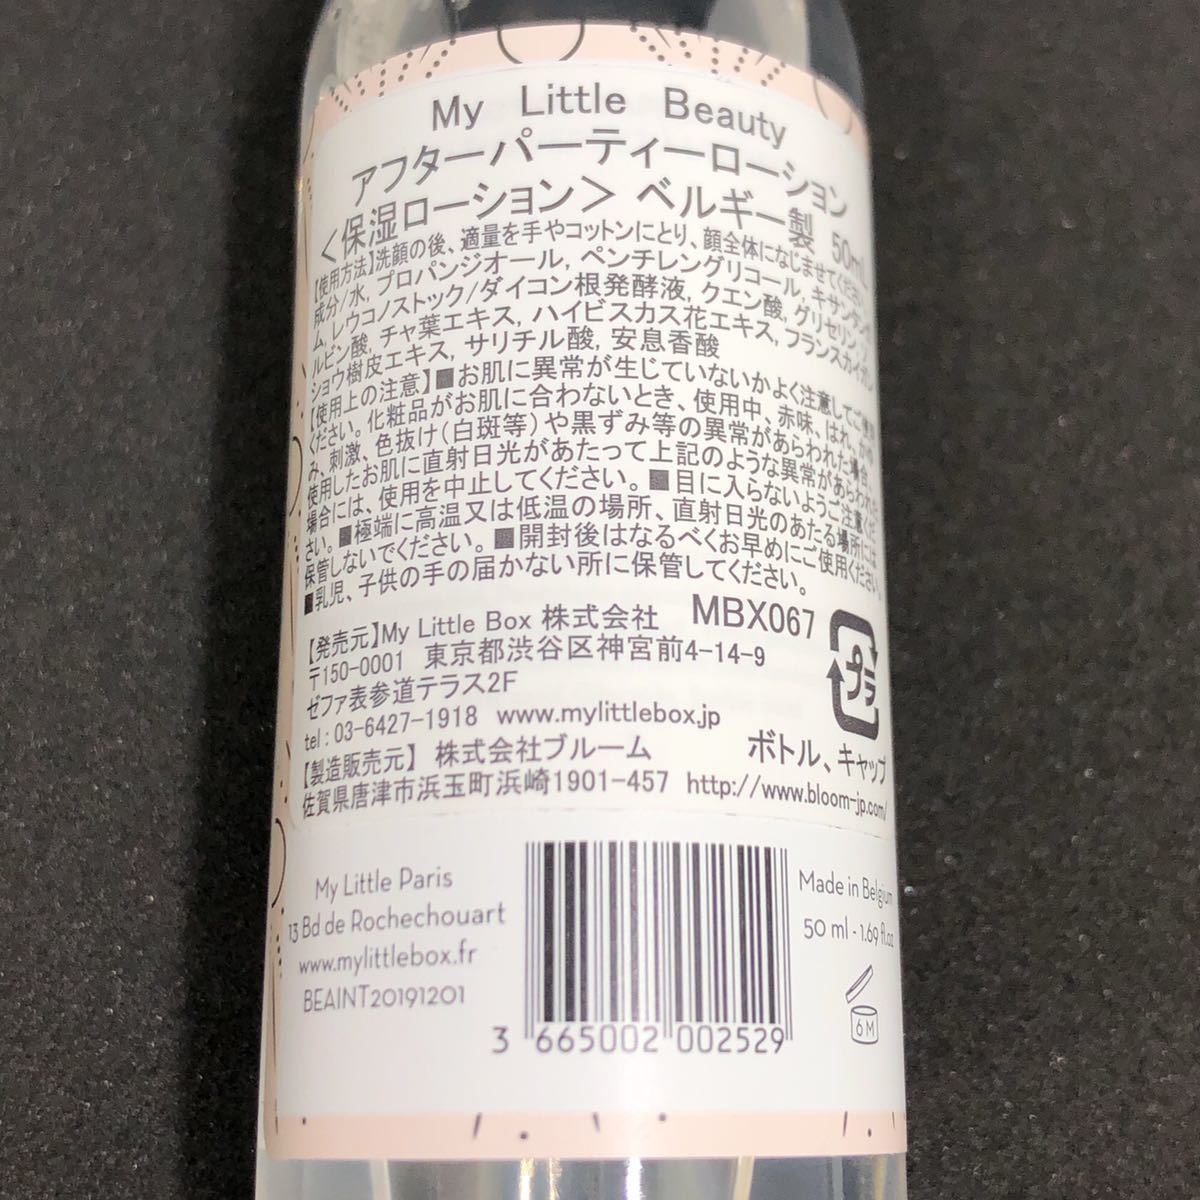 My Little Beauty
アフターパーティーローション
＜保湿ローション＞ ベルギー製 50mL
【使用方法】洗顔の後、適量を手やコットンにとり、顔全体になじませてください
成分/水, プロパンジオール, ペンチレングリコール, キサンタンガ
ム, レウコノストック/ダイコン根発酵液, クエン酸, グリセリン,
ルビン酸, チャ葉エキス, ハイビスカス花エキス, フランスカイガン
ショウ樹皮エキス, サリチル酸, 安息香酸
【使用上の注意】■お肌に異常が生じていないかよく注意してご使用
ください。化粧品がお肌に合わないとき、使用中、赤味、はれ、かゆ
み、刺激、色抜け(白斑等)や黒ずみ等の異常があらわれた場合、
使用したお肌に直射日光があたって上記のような異常があらわれた
場合には、使用を中止してください。■目に入らないようご注意くだ
さい。■極端に高温又は低温の場所、直射日光のあたる場所には
保管しないでください。■開封後はなるべくお早めにご使用ください。
■乳児、子供の手の届かない所に保管してください。
【発売元】My Little Box 株式会社 MBX067
〒150-0001 東京都渋谷区神宮前4-14-9
ゼファ表参道テラス2F
プラ
tel：03-6427-1918 www.mylittlebox.jp
【製造販売元】 株式会社ブルーム ボトル、キャップ
佐賀県唐津市浜玉町浜崎1901-457 http://www.bloom-jp.com/
My Little Paris
13 Bd de Rochechouart
www.mylittlebox.fr
BEAINT20191201
3 665002 002529
Made in Belgium
50 ml - 1.69 fl.oz
6 M